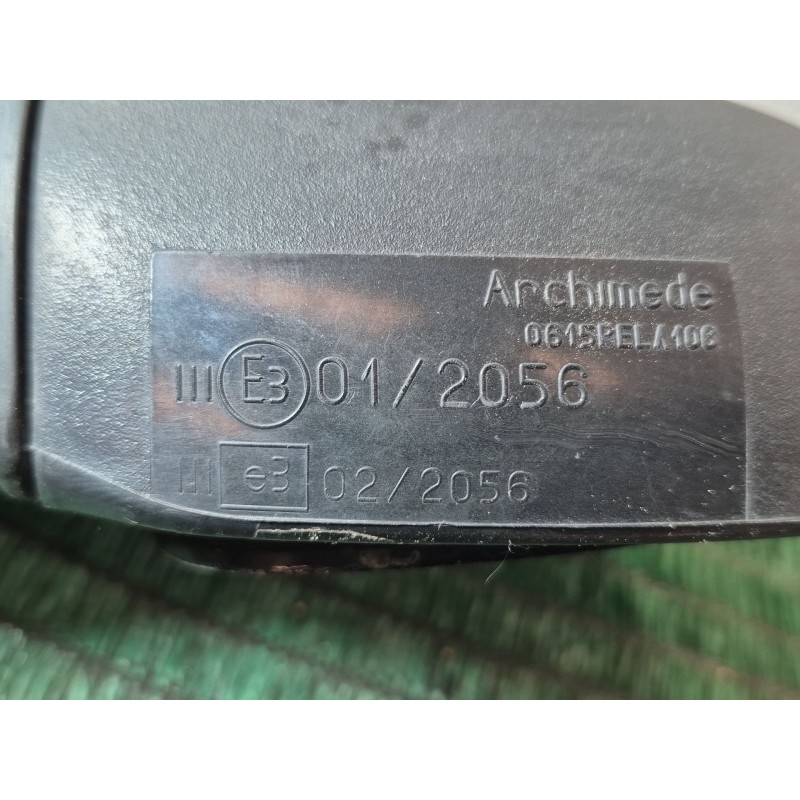 Archimede
0615PELA108
III E3 01/2056
III e3 02/2056